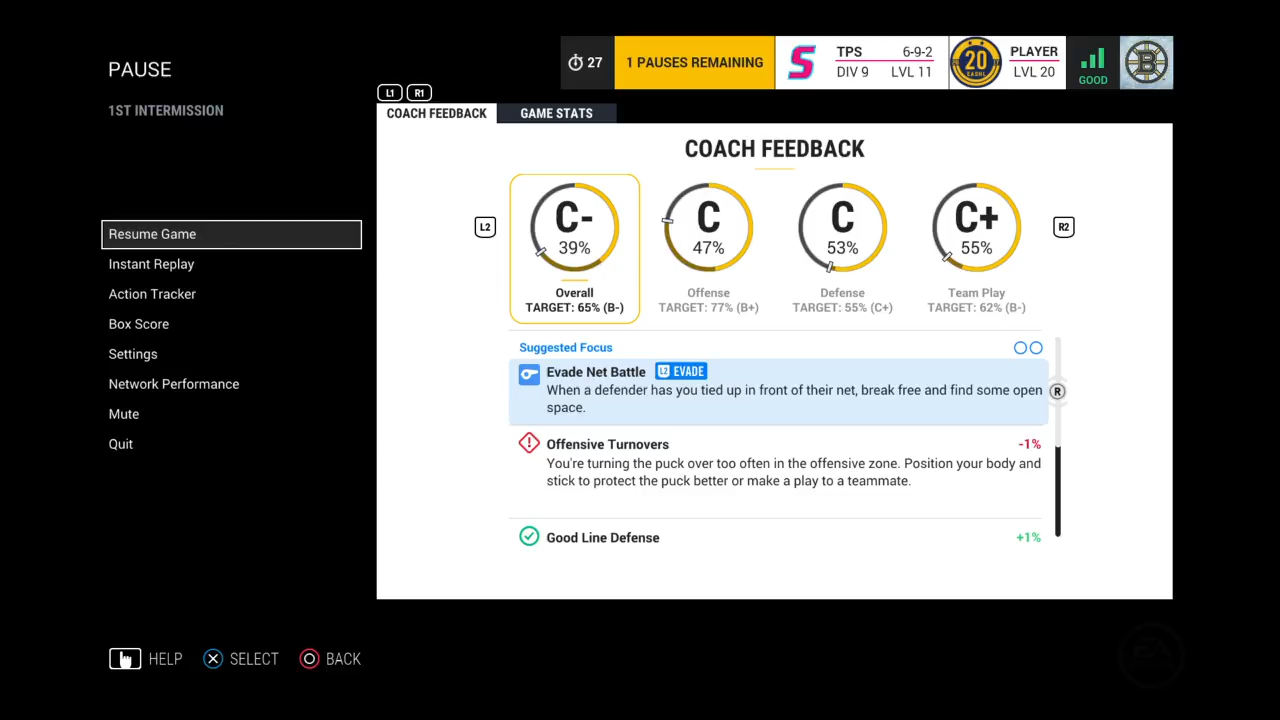 PAUSE
1ST INTERMISSION
27
1 PAUSES REMAINING
S
TPS 6-9-2
DIV 9 LVL 11
20
EASHL
PLAYER
LVL 20
GOOD
B
L1 R1
COACH FEEDBACK GAME STATS
COACH FEEDBACK
L2
C-
39%
Overall
TARGET: 65% (B-)
C
47%
Offense
TARGET: 77% (B+)
C
53%
Defense
TARGET: 55% (C+)
C+
55%
Team Play
TARGET: 62% (B-)
R2
Resume Game
Instant Replay
Action Tracker
Box Score
Settings
Network Performance
Mute
Quit
Suggested Focus
Evade Net Battle L2 EVADE
When a defender has you tied up in front of their net, break free and find some open
space.
R
Offensive Turnovers -1%
You're turning the puck over too often in the offensive zone. Position your body and
stick to protect the puck better or make a play to a teammate.
Good Line Defense +1%
HELP SELECT BACK
EA